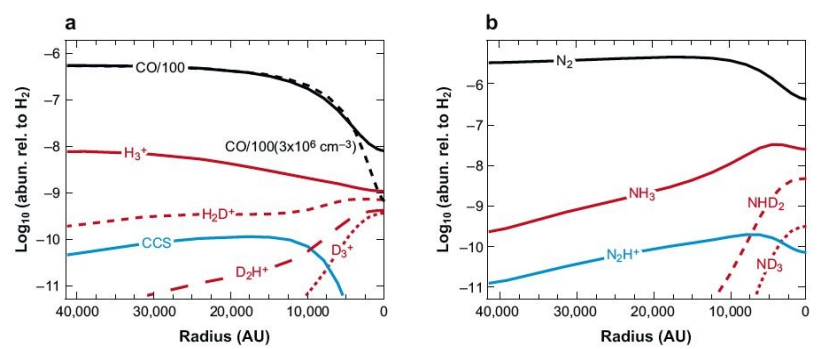 a
Log₁₀ (abun. rel. to H₂)
–6
–7
–8
–9
–10
–11
CO/100
CO/100(3x10⁶ cm⁻³)
H₃⁺
H₂D⁺
CCS
D₂H⁺
D₃⁺
40,000 30,000 20,000 10,000 0
Radius (AU)
b
Log₁₀ (abun. rel. to H₂)
–6
–7
–8
–9
–10
–11
N₂
NH₃
NHD₂
N₂H⁺
ND₃
40,000 30,000 20,000 10,000 0
Radius (AU)